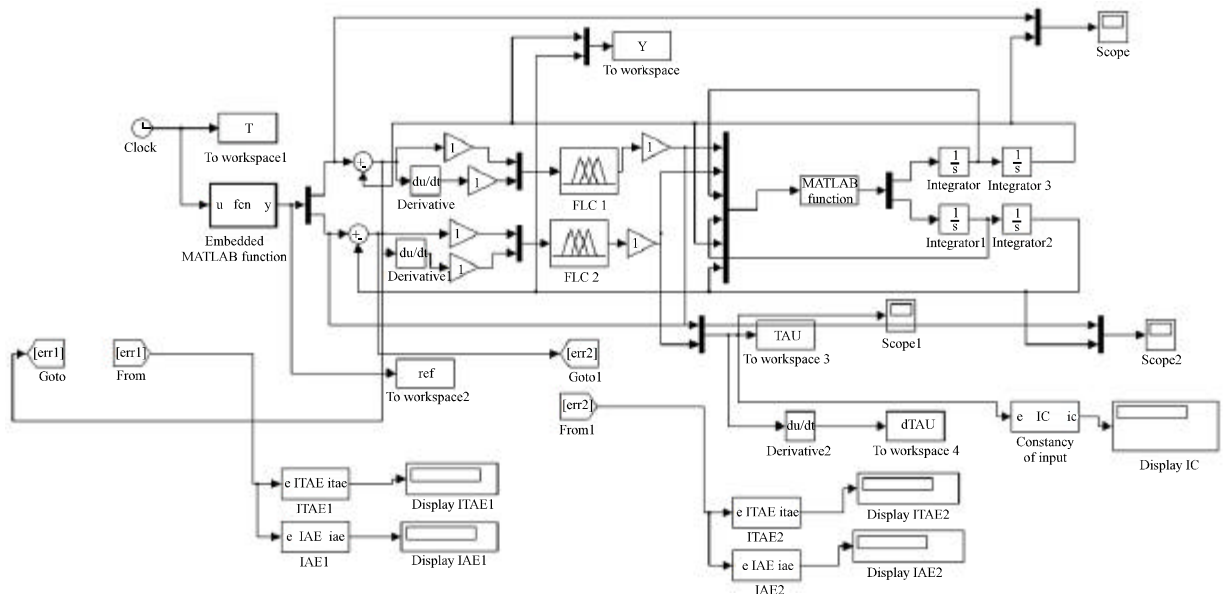 Y
To workspace
Scope
T
Clock
To workspace1
+-
1
1
du/dt
Derivative
FLC 1
1
MATLAB
function
1
s
Integrator
1
s
Integrator 3
u fcn y
Embedded
MATLAB function
+-
1
du/dt
Derivative1
1
FLC 2
1
1
s
Integrator1
1
s
Integrator2
[err1]
Goto
[err1]
From
ref
To workspace2
[err2]
Goto1
TAU
To workspace 3
Scope1
Scope2
[err2]
From1
du/dt
Derivative2
dTAU
To workspace 4
e IC ic
Constancy
of input
Display IC
e ITAE itae
ITAE1
Display ITAE1
e IAE iae
IAE1
Display IAE1
e ITAE itae
ITAE2
Display ITAE2
e IAE iae
IAE2
Display IAE2